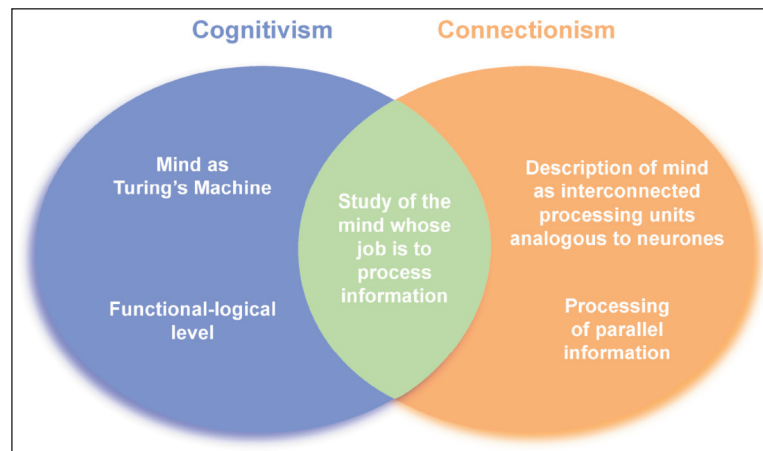 Cognitivism
Connectionism
Mind as
Turing's Machine
Functional-logical
level
Study of the
mind whose
job is to
process
information
Description of mind
as interconnected
processing units
analogous to neurones
Processing
of parallel
information